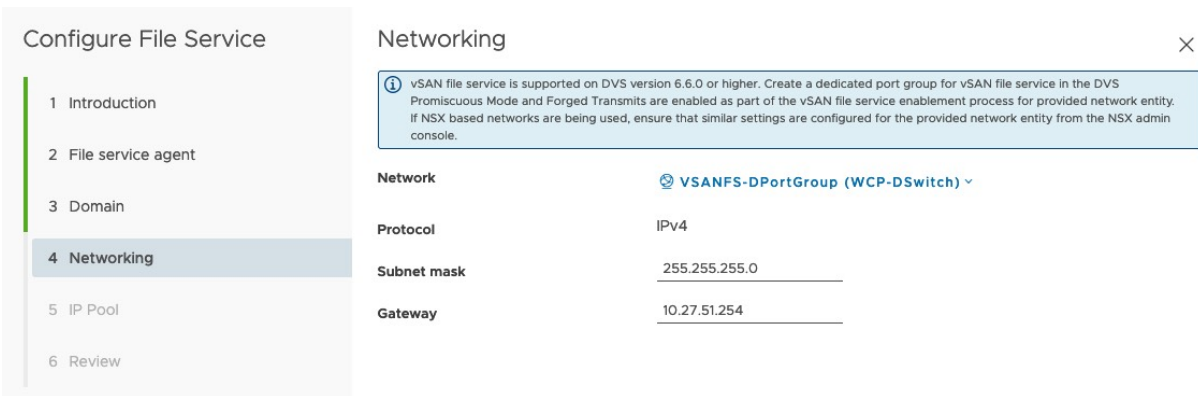 Configure File Service
1 Introduction
2 File service agent
3 Domain
4 Networking
5 IP Pool
6 Review
Networking
vSAN file service is supported on DVS version 6.6.0 or higher. Create a dedicated port group for vSAN file service in the DVS
Promiscuous Mode and Forged Transmits are enabled as part of the vSAN file service enablement process for provided network entity.
If NSX based networks are being used, ensure that similar settings are configured for the provided network entity from the NSX admin
console.
Network VSANFS-DPortGroup (WCP-DSwitch)
Protocol IPv4
Subnet mask 255.255.255.0
Gateway 10.27.51.254